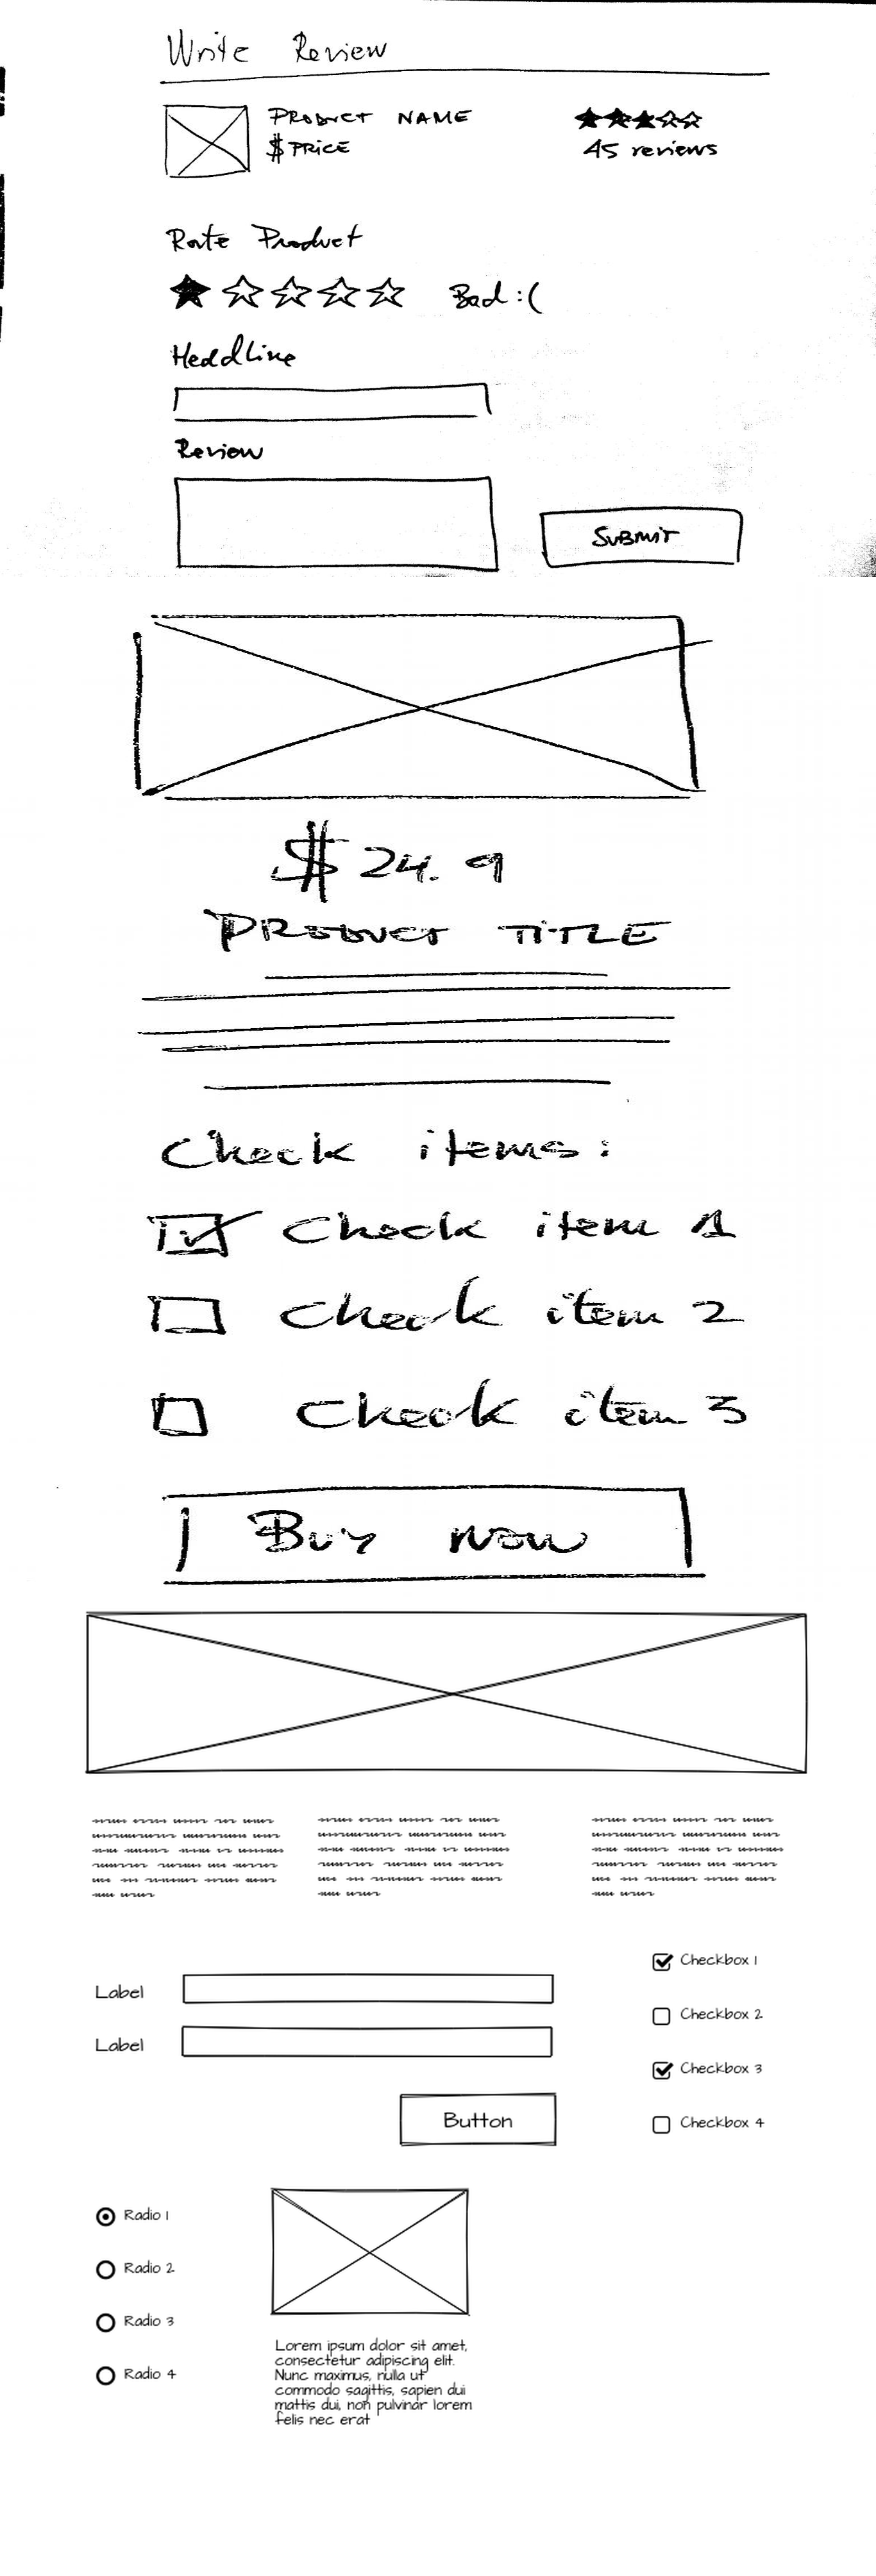 Write Review
PRODUCT NAME
$ PRICE
45 reviews
Rate Product
Bad :(
Headline
Review
SUBMIT
$ 24.9
PRODUCT TITLE
Check items:
Check item 1
Check item 2
Check item 3
Buy now
Label
Label
Button
Checkbox 1
Checkbox 2
Checkbox 3
Checkbox 4
Radio 1
Radio 2
Radio 3
Radio 4
Lorem ipsum dolor sit amet,
consectetur adipiscing elit.
Nunc maximus, nulla ut
commodo sagittis, sapien dui
mattis dui, non pulvinar lorem
felis nec erat